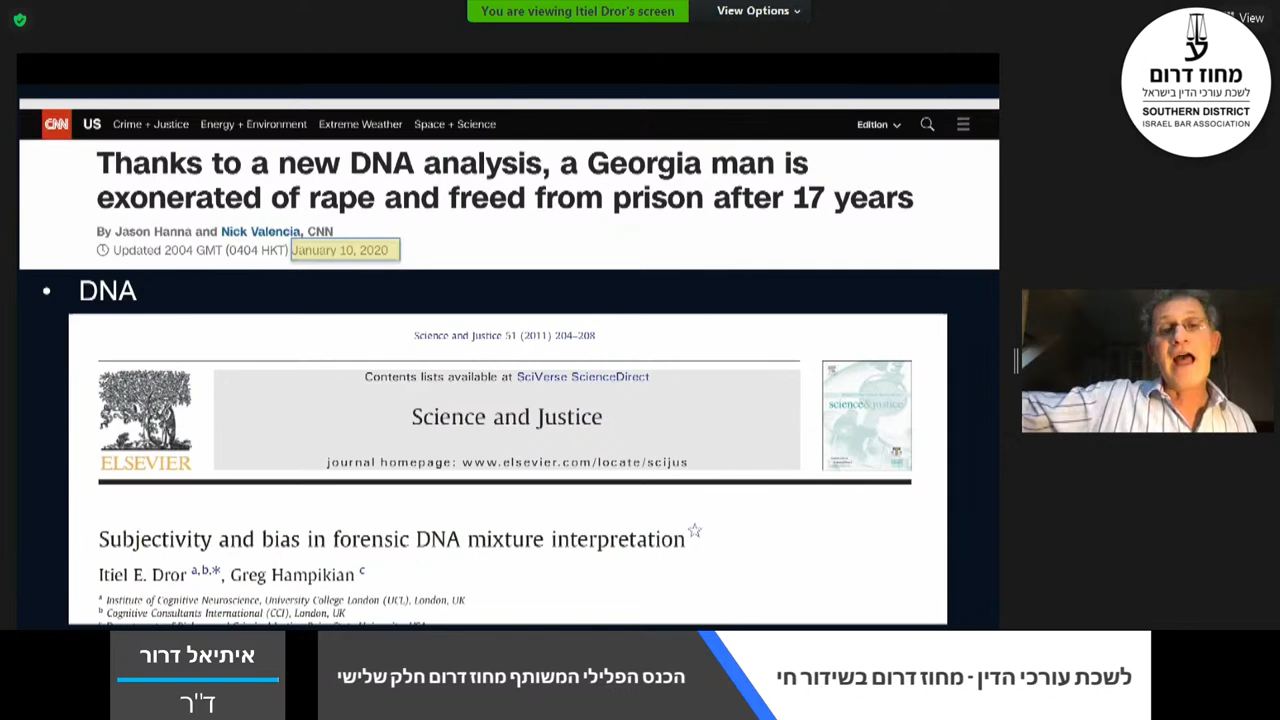 You are viewing Itiel Dror's screen
View Options
View
מחוז דרום
לשכת עורכי הדין בישראל
SOUTHERN DISTRICT
ISRAEL BAR ASSOCIATION
CNN US Crime + Justice Energy + Environment Extreme Weather Space + Science Edition
Thanks to a new DNA analysis, a Georgia man is
exonerated of rape and freed from prison after 17 years
By Jason Hanna and Nick Valencia, CNN
Updated 2004 GMT (0404 HKT) January 10, 2020
• DNA
Science and Justice 51 (2011) 204–208
Contents lists available at SciVerse ScienceDirect
Science and Justice
journal homepage: www.elsevier.com/locate/scijus
ELSEVIER
science&justice
Subjectivity and bias in forensic DNA mixture interpretation☆
Itiel E. Dror a,b,*, Greg Hampikian c
a Institute of Cognitive Neuroscience, University College London (UCL), London, UK
b Cognitive Consultants International (CCI), London, UK
איתיאל דרור
ד"ר
הכנס הפלילי המשותף מחוז דרום חלק שלישי
לשכת עורכי הדין - מחוז דרום בשידור חי